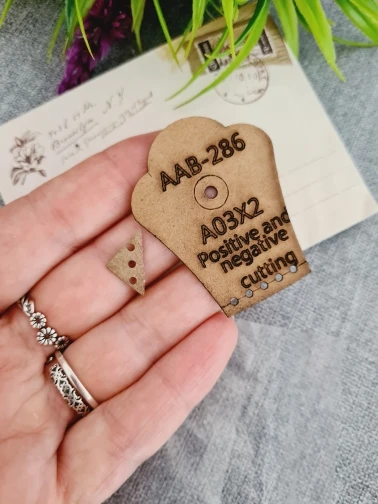 AAB-286
A03X2
Positive and
negative
cutting